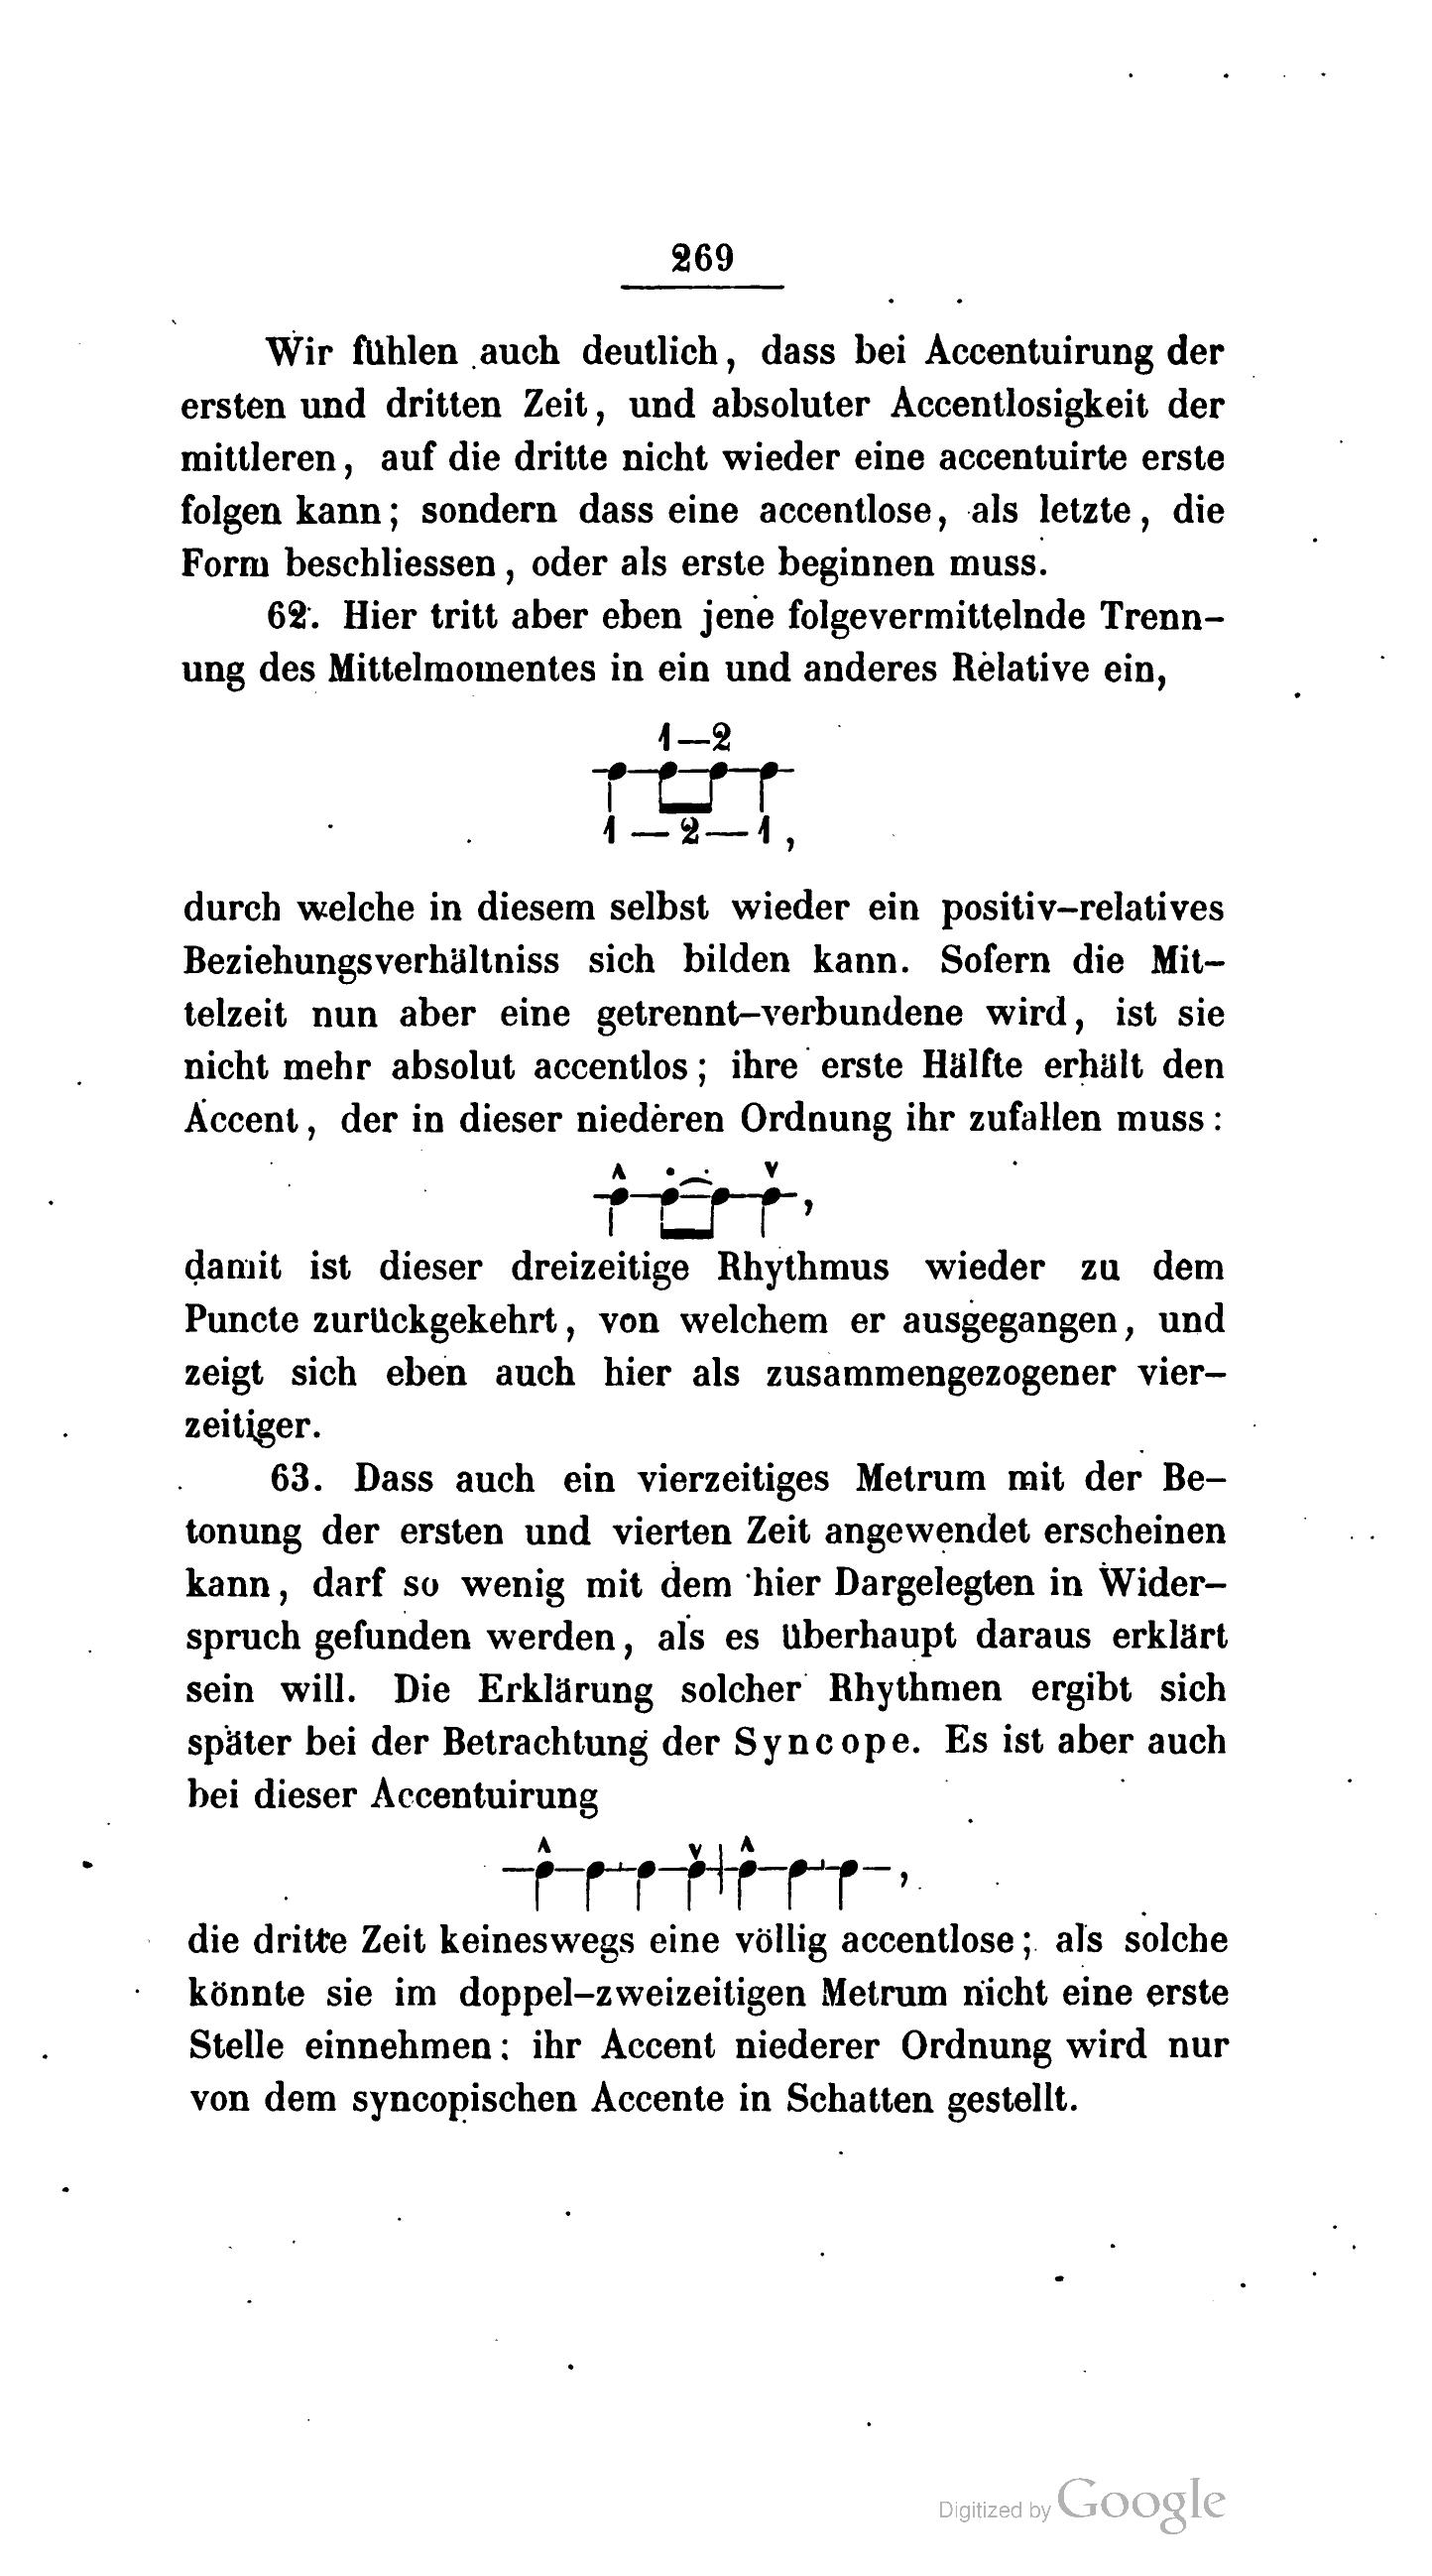 269
Wir fühlen auch deutlich, dass bei Accentuirung der
ersten und dritten Zeit, und absoluter Accentlosigkeit der
mittleren, auf die dritte nicht wieder eine accentuirte erste
folgen kann; sondern dass eine accentlose, als letzte, die
Form beschliessen, oder als erste beginnen muss.
62. Hier tritt aber eben jene folgevermittelnde Trenn-
ung des Mittelmomentes in ein und anderes Relative ein,
1—2
1 — 2 — 1,
durch welche in diesem selbst wieder ein positiv-relatives
Beziehungsverhältniss sich bilden kann. Sofern die Mit-
telzeit nun aber eine getrennt-verbundene wird, ist sie
nicht mehr absolut accentlos; ihre erste Hälfte erhält den
Accent, der in dieser niederen Ordnung ihr zufallen muss:
damit ist dieser dreizeitige Rhythmus wieder zu dem
Puncte zurückgekehrt, von welchem er ausgegangen, und
zeigt sich eben auch hier als zusammengezogener vier-
zeitiger.
63. Dass auch ein vierzeitiges Metrum mit der Be-
tonung der ersten und vierten Zeit angewendet erscheinen
kann, darf so wenig mit dem hier Dargelegten in Wider-
spruch gefunden werden, als es überhaupt daraus erklärt
sein will. Die Erklärung solcher Rhythmen ergibt sich
später bei der Betrachtung der Syncope. Es ist aber auch
bei dieser Accentuirung
die dritte Zeit keineswegs eine völlig accentlose; als solche
könnte sie im doppel-zweizeitigen Metrum nicht eine erste
Stelle einnehmen; ihr Accent niederer Ordnung wird nur
von dem syncopischen Accente in Schatten gestellt.
Digitized by Google